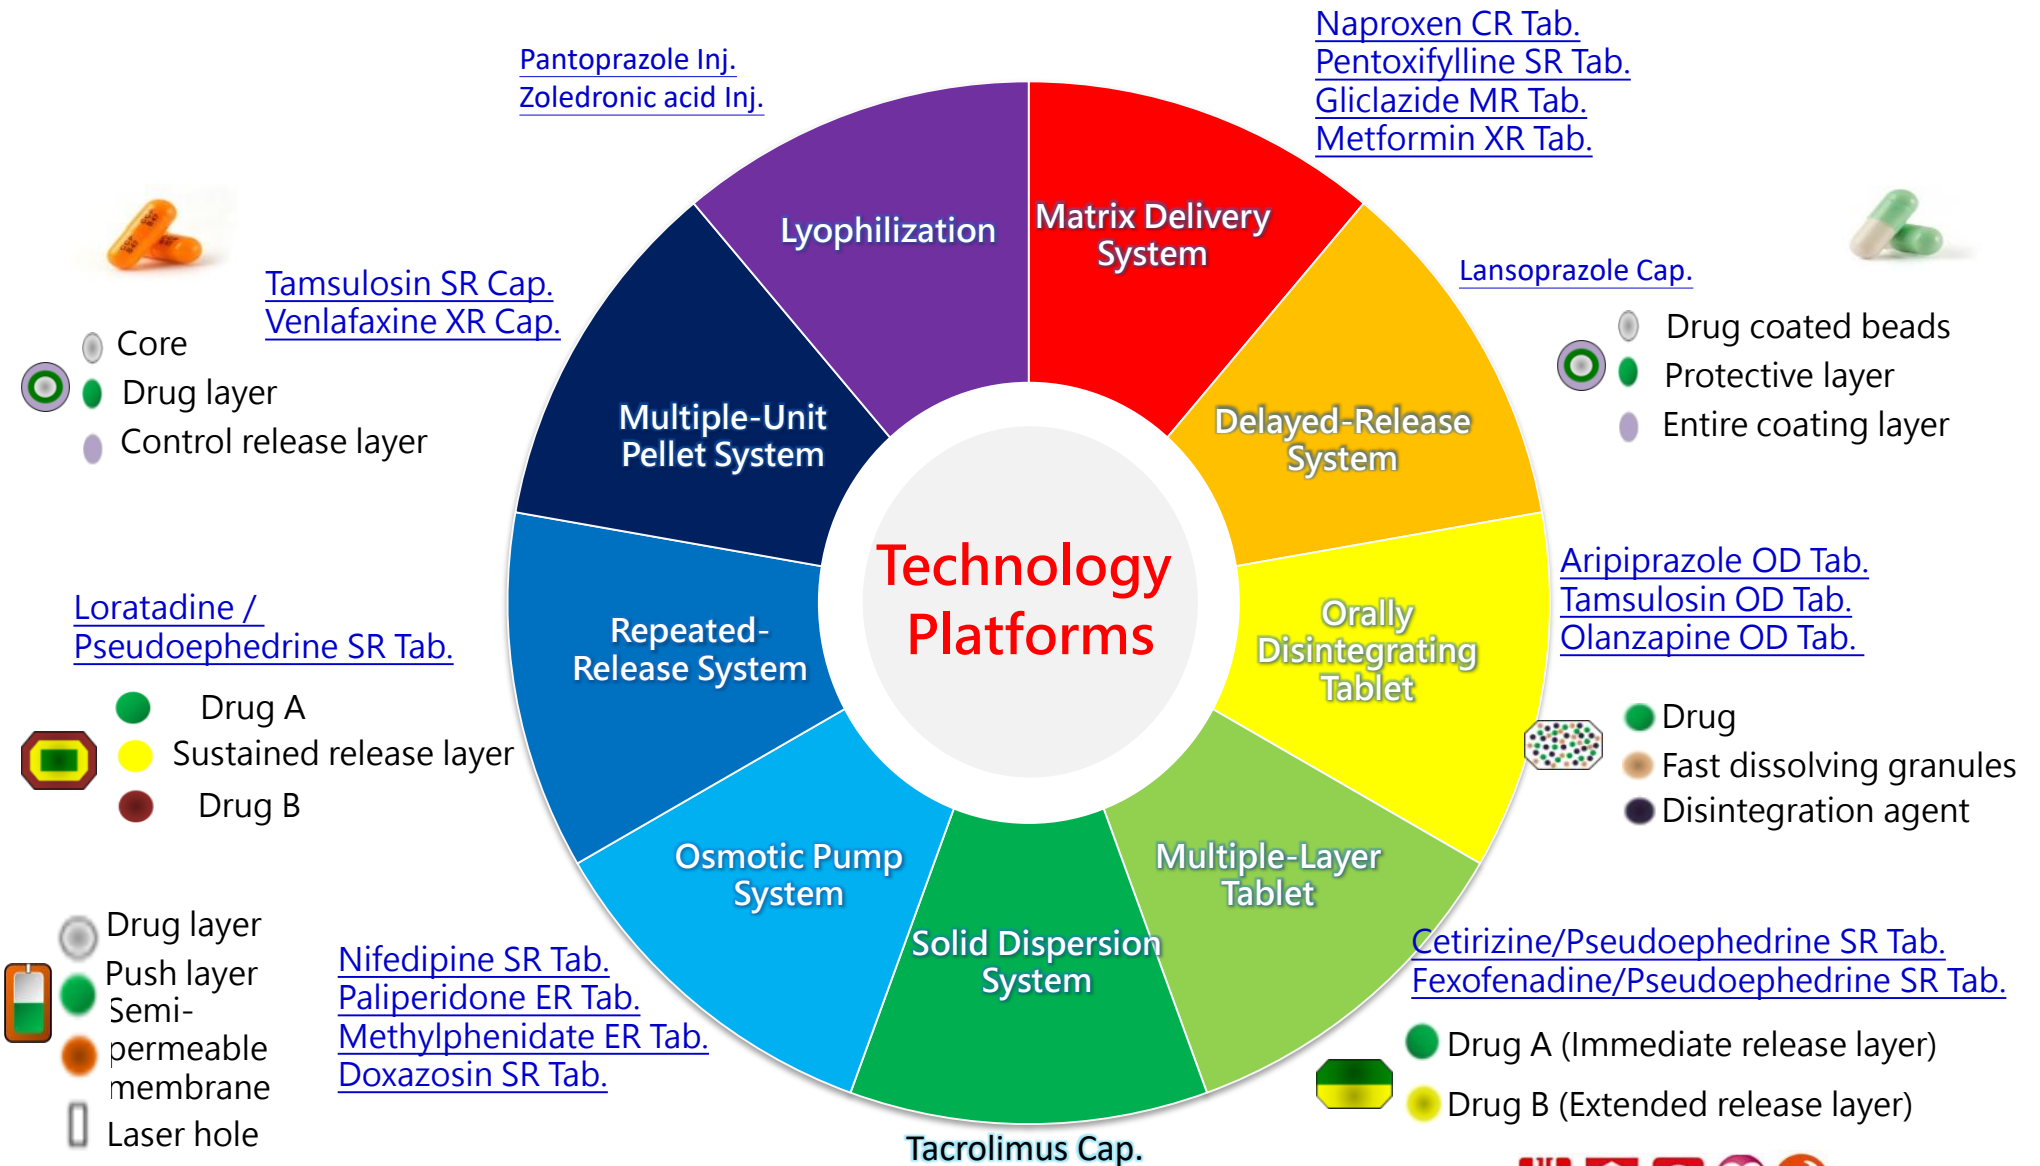 Pantoprazole Inj.
Zoledronic acid Inj.
Naproxen CR Tab.
Pentoxifylline SR Tab.
Gliclazide MR Tab.
Metformin XR Tab.
Lyophilization
Matrix Delivery
System
Tamsulosin SR Cap.
Venlafaxine XR Cap.
Core
Drug layer
Control release layer
Lansoprazole Cap.
Drug coated beads
Protective layer
Entire coating layer
Multiple-Unit
Pellet System
Delayed-Release
System
Technology
Platforms
Loratadine /
Pseudoephedrine SR Tab.
Drug A
Sustained release layer
Drug B
Repeated-
Release System
Orally
Disintegrating
Tablet
Aripiprazole OD Tab.
Tamsulosin OD Tab.
Olanzapine OD Tab.
Drug
Fast dissolving granules
Disintegration agent
Osmotic Pump
System
Multiple-Layer
Tablet
Solid Dispersion
System
Drug layer
Push layer
Semi-
permeable
membrane
Laser hole
Nifedipine SR Tab.
Paliperidone ER Tab.
Methylphenidate ER Tab.
Doxazosin SR Tab.
Cetirizine/Pseudoephedrine SR Tab.
Fexofenadine/Pseudoephedrine SR Tab.
Drug A (Immediate release layer)
Drug B (Extended release layer)
Tacrolimus Cap.